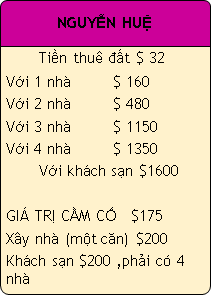 NGUYỄN HUỆ
Tiền thuê đất $ 32
Với 1 nhà $ 160
Với 2 nhà $ 480
Với 3 nhà $ 1150
Với 4 nhà $ 1350
Với khách sạn $1600
GIÁ TRỊ CẦM CỐ $175
Xây nhà (một căn) $200
Khách sạn $200 ,phải có 4
nhà